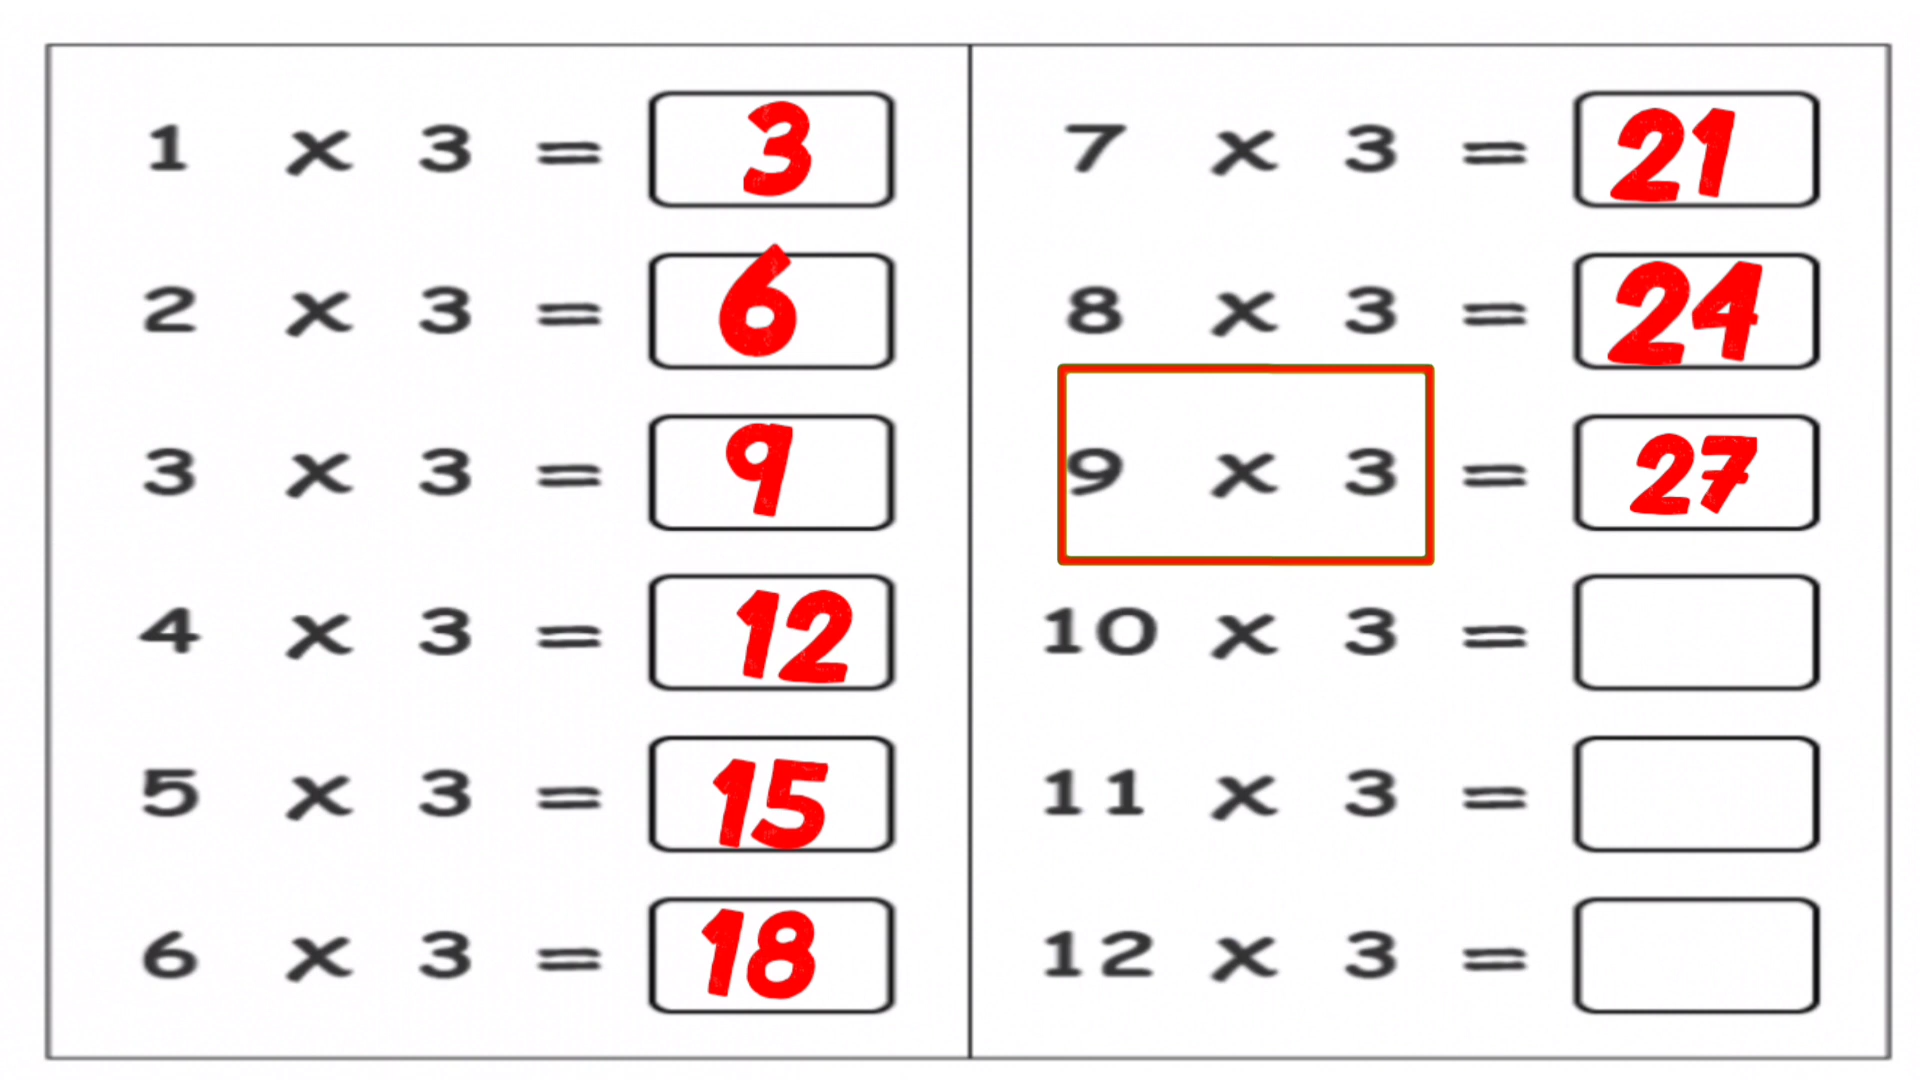 1 x 3 = 3
2 x 3 = 6
3 x 3 = 9
4 x 3 = 12
5 x 3 = 15
6 x 3 = 18
7 x 3 = 21
8 x 3 = 24
9 x 3 = 27
10 x 3 =
11 x 3 =
12 x 3 =